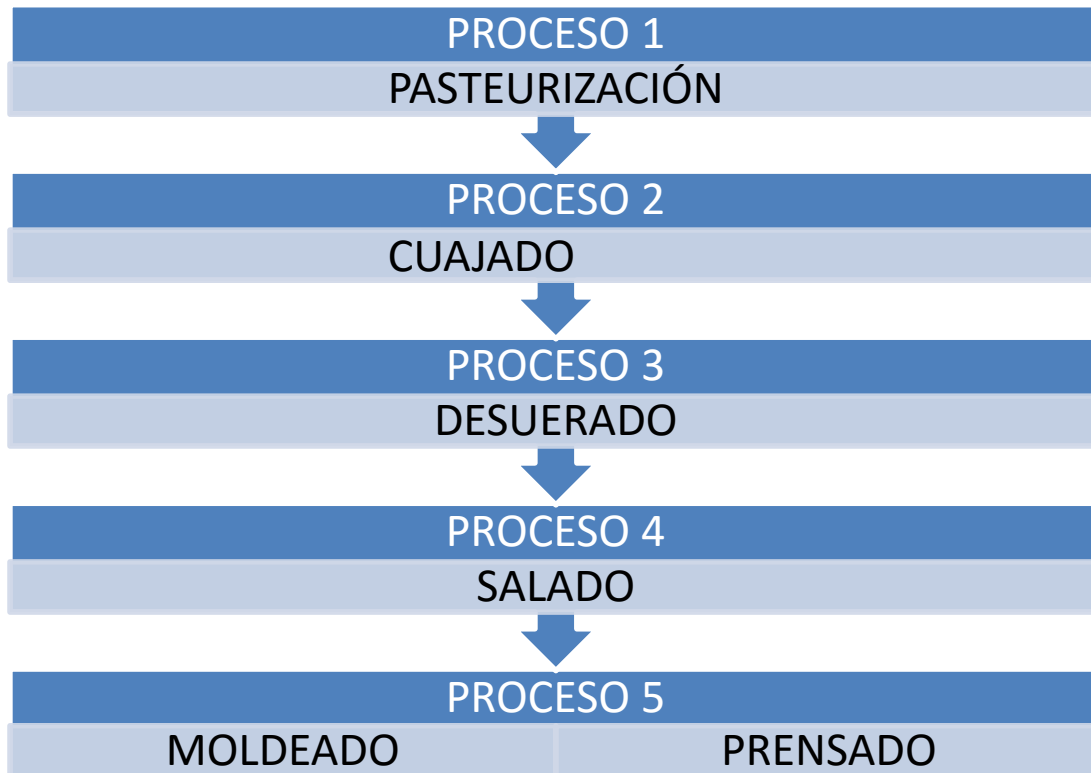 PROCESO 1
PASTEURIZACIÓN
PROCESO 2
CUAJADO
PROCESO 3
DESUERADO
PROCESO 4
SALADO
PROCESO 5
MOLDEADO PRENSADO